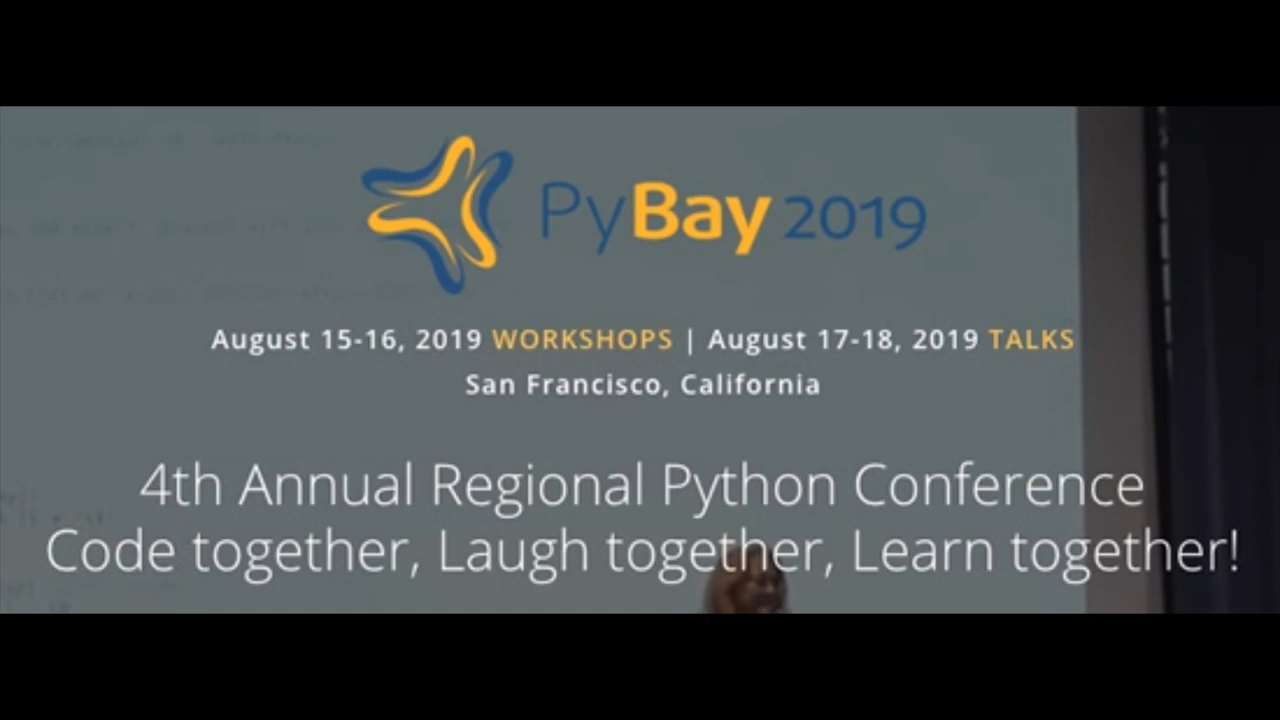 PyBay 2019
August 15-16, 2019 WORKSHOPS | August 17-18, 2019 TALKS
San Francisco, California
4th Annual Regional Python Conference
Code together, Laugh together, Learn together!